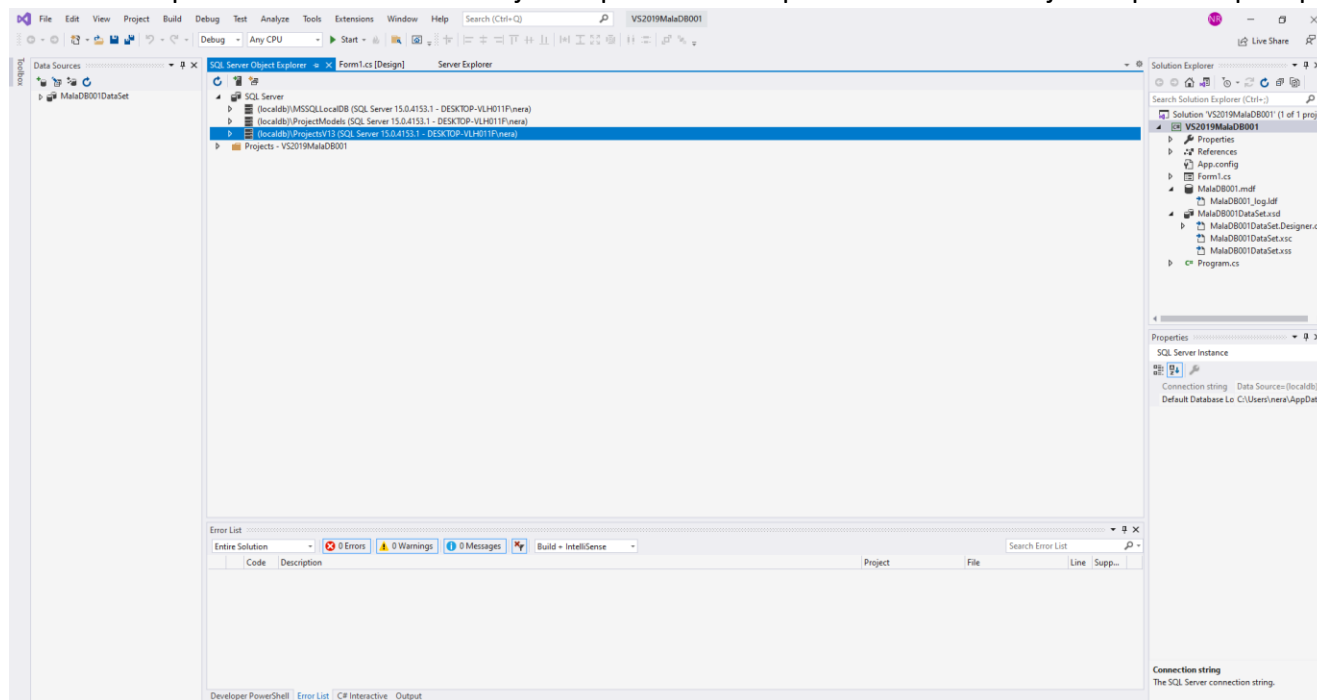 File Edit View Project Build Debug Test Analyze Tools Extensions Window Help Search (Ctrl+Q) VS2019MalaDB001 NR
Debug Any CPU Start Live Share
Toolbox
Data Sources
MalaDB001DataSet
SQL Server Object Explorer Form1.cs [Design] Server Explorer
SQL Server
(localdb)\MSSQLLocalDB (SQL Server 15.0.4153.1 - DESKTOP-VLH011F\nera)
(localdb)\ProjectModels (SQL Server 15.0.4153.1 - DESKTOP-VLH011F\nera)
(localdb)\ProjectsV13 (SQL Server 15.0.4153.1 - DESKTOP-VLH011F\nera)
Projects - VS2019MalaDB001
Solution Explorer
Search Solution Explorer (Ctrl+;)
Solution 'VS2019MalaDB001' (1 of 1 proj
VS2019MalaDB001
Properties
References
App.config
Form1.cs
MalaDB001.mdf
MalaDB001_log.ldf
MalaDB001DataSet.xsd
MalaDB001DataSet.Designer.c
MalaDB001DataSet.xsc
MalaDB001DataSet.xss
Program.cs
Properties
SQL Server Instance
Connection string Data Source=(localdb)
Default Database Lo C:\Users\nera\AppDat
Connection string
The SQL Server connection string.
Error List
Entire Solution 0 Errors 0 Warnings 0 Messages Build + IntelliSense Search Error List
Code Description Project File Line Supp...
Developer PowerShell Error List C# Interactive Output